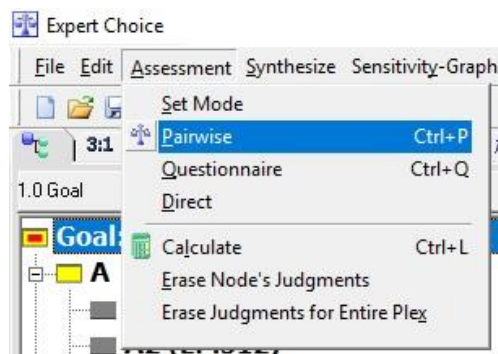 Expert Choice
File Edit Assessment Synthesize Sensitivity-Graph
Set Mode
3:1 Pairwise Ctrl+P
1.0 Goal Questionnaire Ctrl+Q
Direct
Goal:
Calculate Ctrl+L
A Erase Node's Judgments
Erase Judgments for Entire Plex